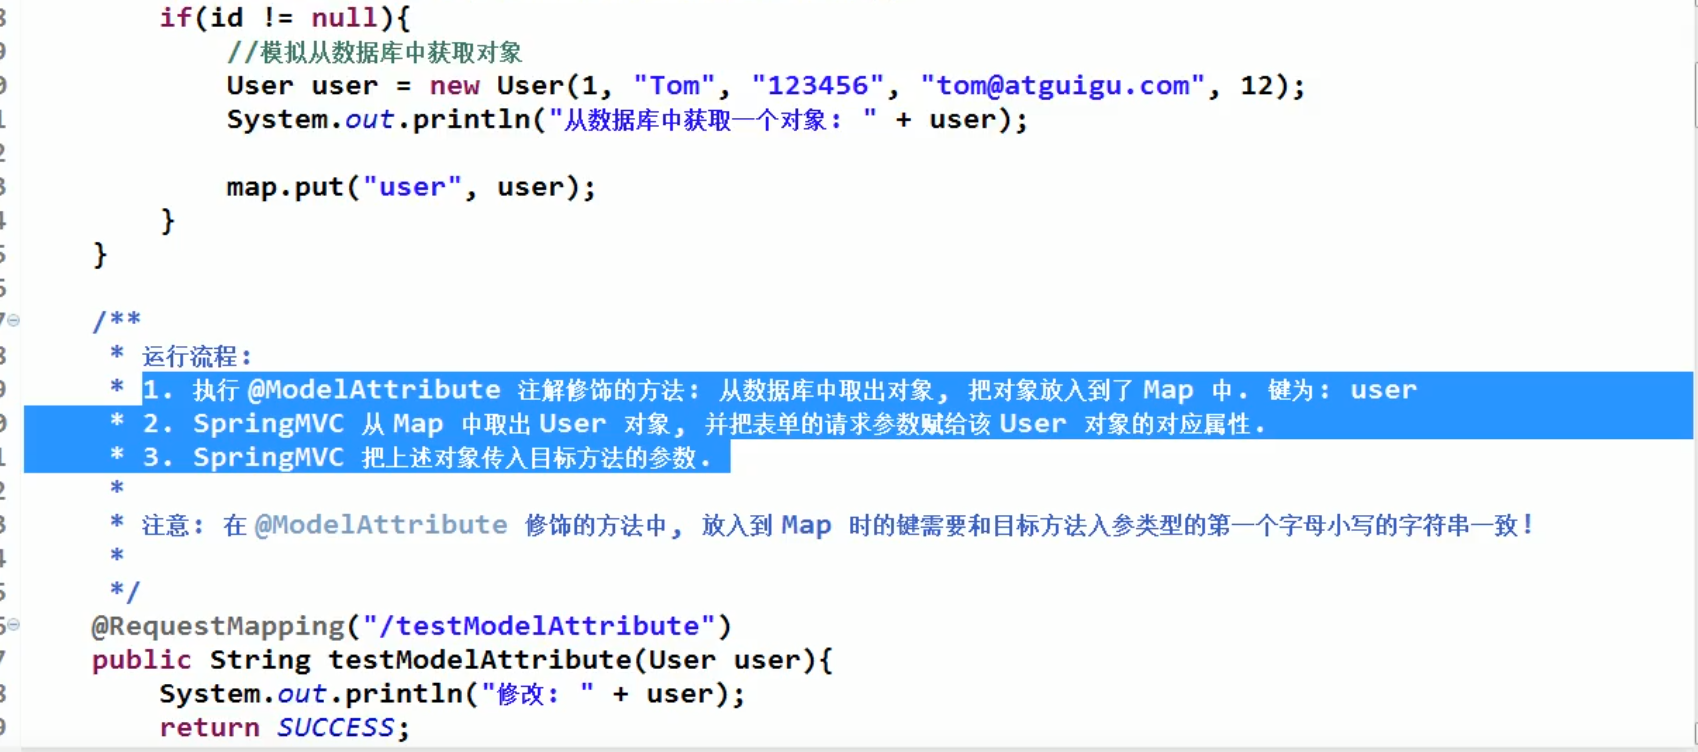 if(id != null){
//模拟从数据库中获取对象
User user = new User(1, "Tom", "123456", "tom@atguigu.com", 12);
System.out.println("从数据库中获取一个对象: " + user);
map.put("user", user);
}
}
/**
* 运行流程:
* 1. 执行 @ModelAttribute 注解修饰的方法: 从数据库中取出对象, 把对象放入到了 Map 中. 键为: user
* 2. SpringMVC 从 Map 中取出 User 对象, 并把表单的请求参数赋给该 User 对象的对应属性.
* 3. SpringMVC 把上述对象传入目标方法的参数.
*
* 注意: 在 @ModelAttribute 修饰的方法中, 放入到 Map 时的键需要和目标方法入参类型的第一个字母小写的字符串一致!
*
*/
@RequestMapping("/testModelAttribute")
public String testModelAttribute(User user){
System.out.println("修改: " + user);
return SUCCESS;